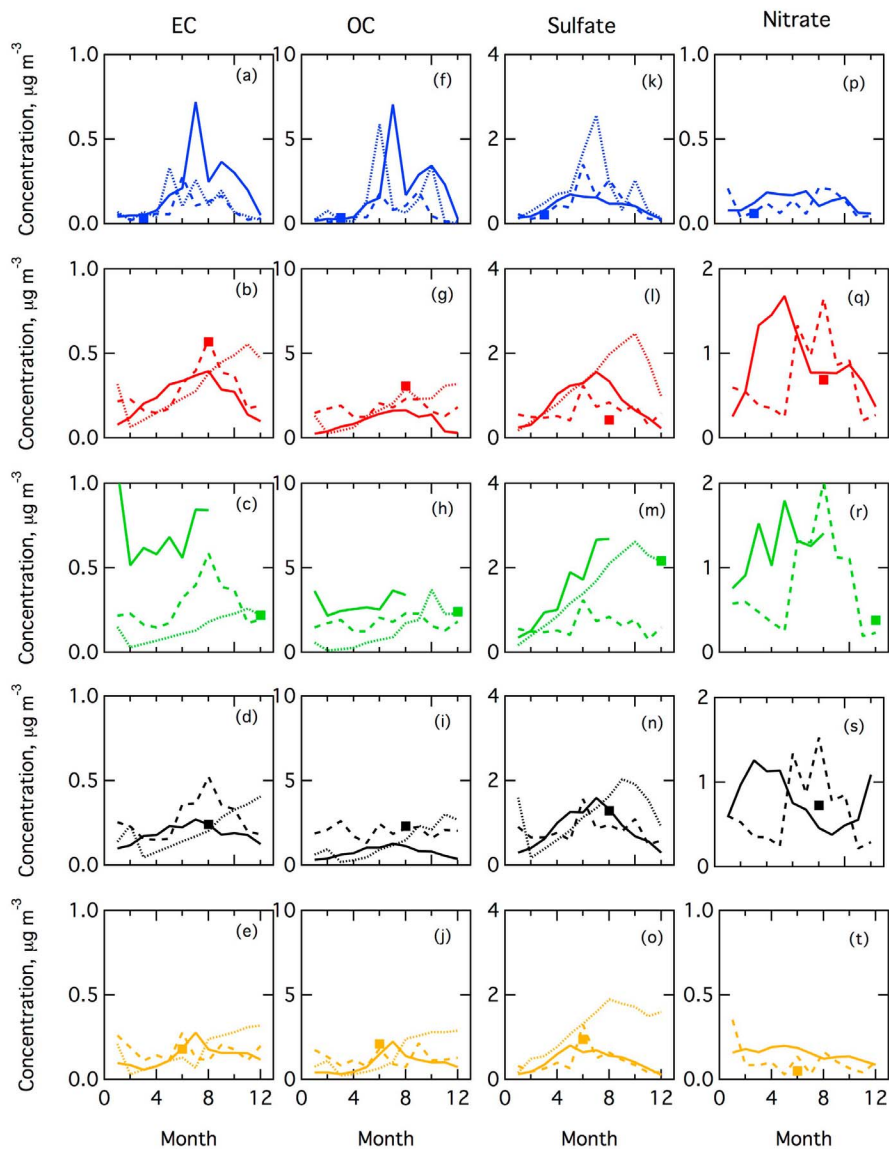 EC OC Sulfate Nitrate
Concentration, µg m⁻³
1.0 0.5 0.0 (a)
10 5 0 (f)
4 2 0 (k)
1.0 0.5 0.0 (p)
Concentration, µg m⁻³
1.0 0.5 0.0 (b)
10 5 0 (g)
4 2 0 (l)
2 1 0 (q)
Concentration, µg m⁻³
1.0 0.5 0.0 (c)
10 5 0 (h)
4 2 0 (m)
2 1 0 (r)
Concentration, µg m⁻³
1.0 0.5 0.0 (d)
10 5 0 (i)
4 2 0 (n)
2 1 0 (s)
Concentration, µg m⁻³
1.0 0.5 0.0 (e)
10 5 0 (j)
4 2 0 (o)
1.0 0.5 0.0 (t)
0 4 8 12
0 4 8 12
0 4 8 12
0 4 8 12
Month Month Month Month